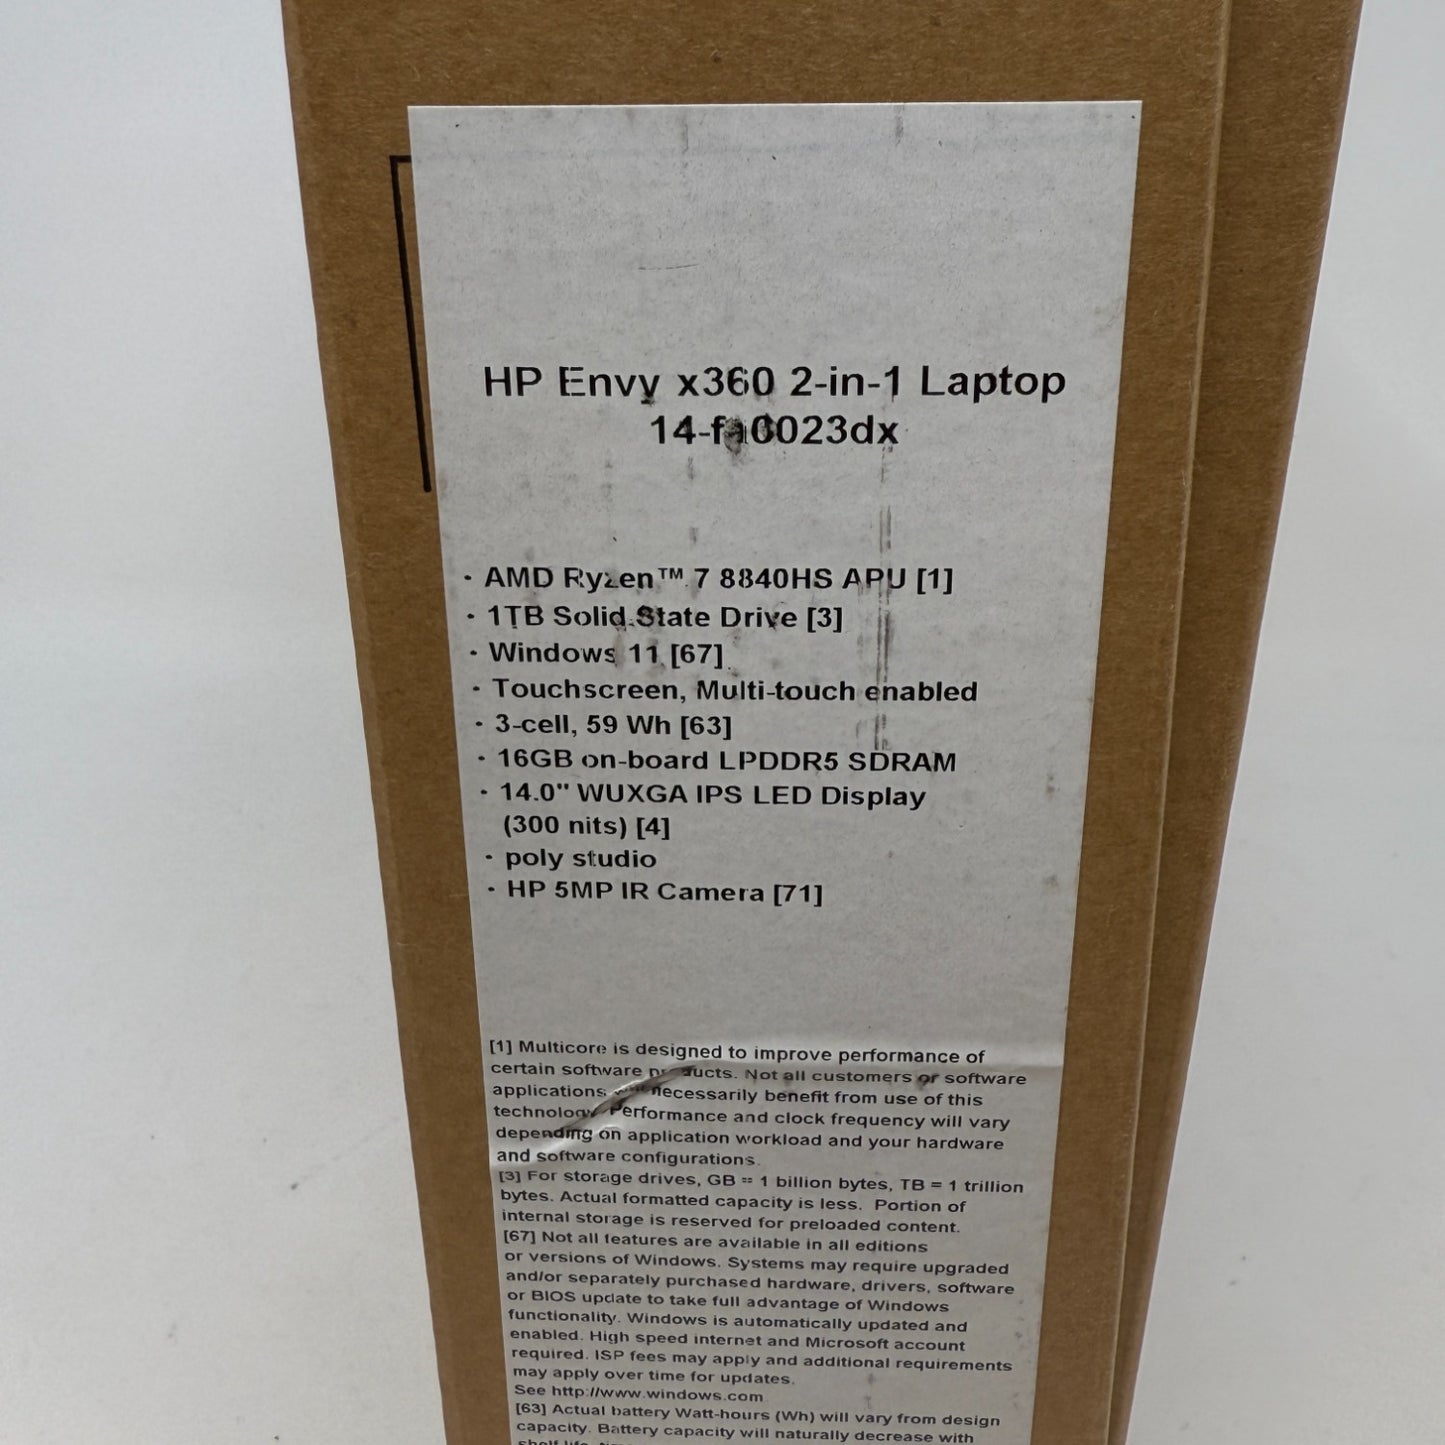 HP Envy x360 2-in-1 Laptop
14-fa0023dx
· AMD Ryzen™ 7 8840HS APU [1]
· 1TB Solid State Drive [3]
· Windows 11 [67]
· Touchscreen, Multi-touch enabled
· 3-cell, 59 Wh [63]
· 16GB on-board LPDDR5 SDRAM
· 14.0" WUXGA IPS LED Display
(300 nits) [4]
· poly studio
· HP 5MP IR Camera [71]
[1] Multicore is designed to improve performance of
certain software products. Not all customers or software
applications will necessarily benefit from use of this
technology. Performance and clock frequency will vary
depending on application workload and your hardware
and software configurations.
[3] For storage drives, GB = 1 billion bytes, TB = 1 trillion
bytes. Actual formatted capacity is less. Portion of
internal storage is reserved for preloaded content.
[67] Not all features are available in all editions
or versions of Windows. Systems may require upgraded
and/or separately purchased hardware, drivers, software
or BIOS update to take full advantage of Windows
functionality. Windows is automatically updated and
enabled. High speed internet and Microsoft account
required. ISP fees may apply and additional requirements
may apply over time for updates.
See http://www.windows.com
[63] Actual battery Watt-hours (Wh) will vary from design
capacity. Battery capacity will naturally decrease with